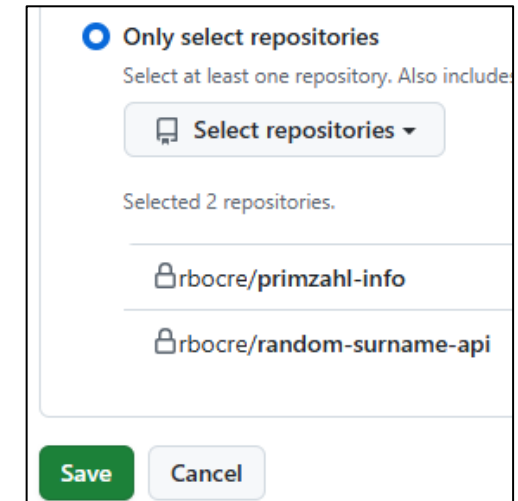 Only select repositories
Select at least one repository. Also includes
Select repositories
Selected 2 repositories.
rbocre/primzahl-info
rbocre/random-surname-api
Save Cancel